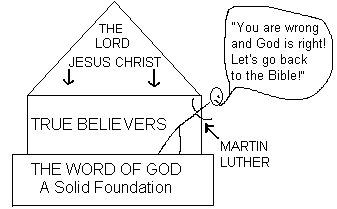 THE
LORD
JESUS CHRIST
"You are wrong
and God is right!
Let's go back
to the Bible!"
TRUE BELIEVERS
MARTIN
LUTHER
THE WORD OF GOD
A Solid Foundation